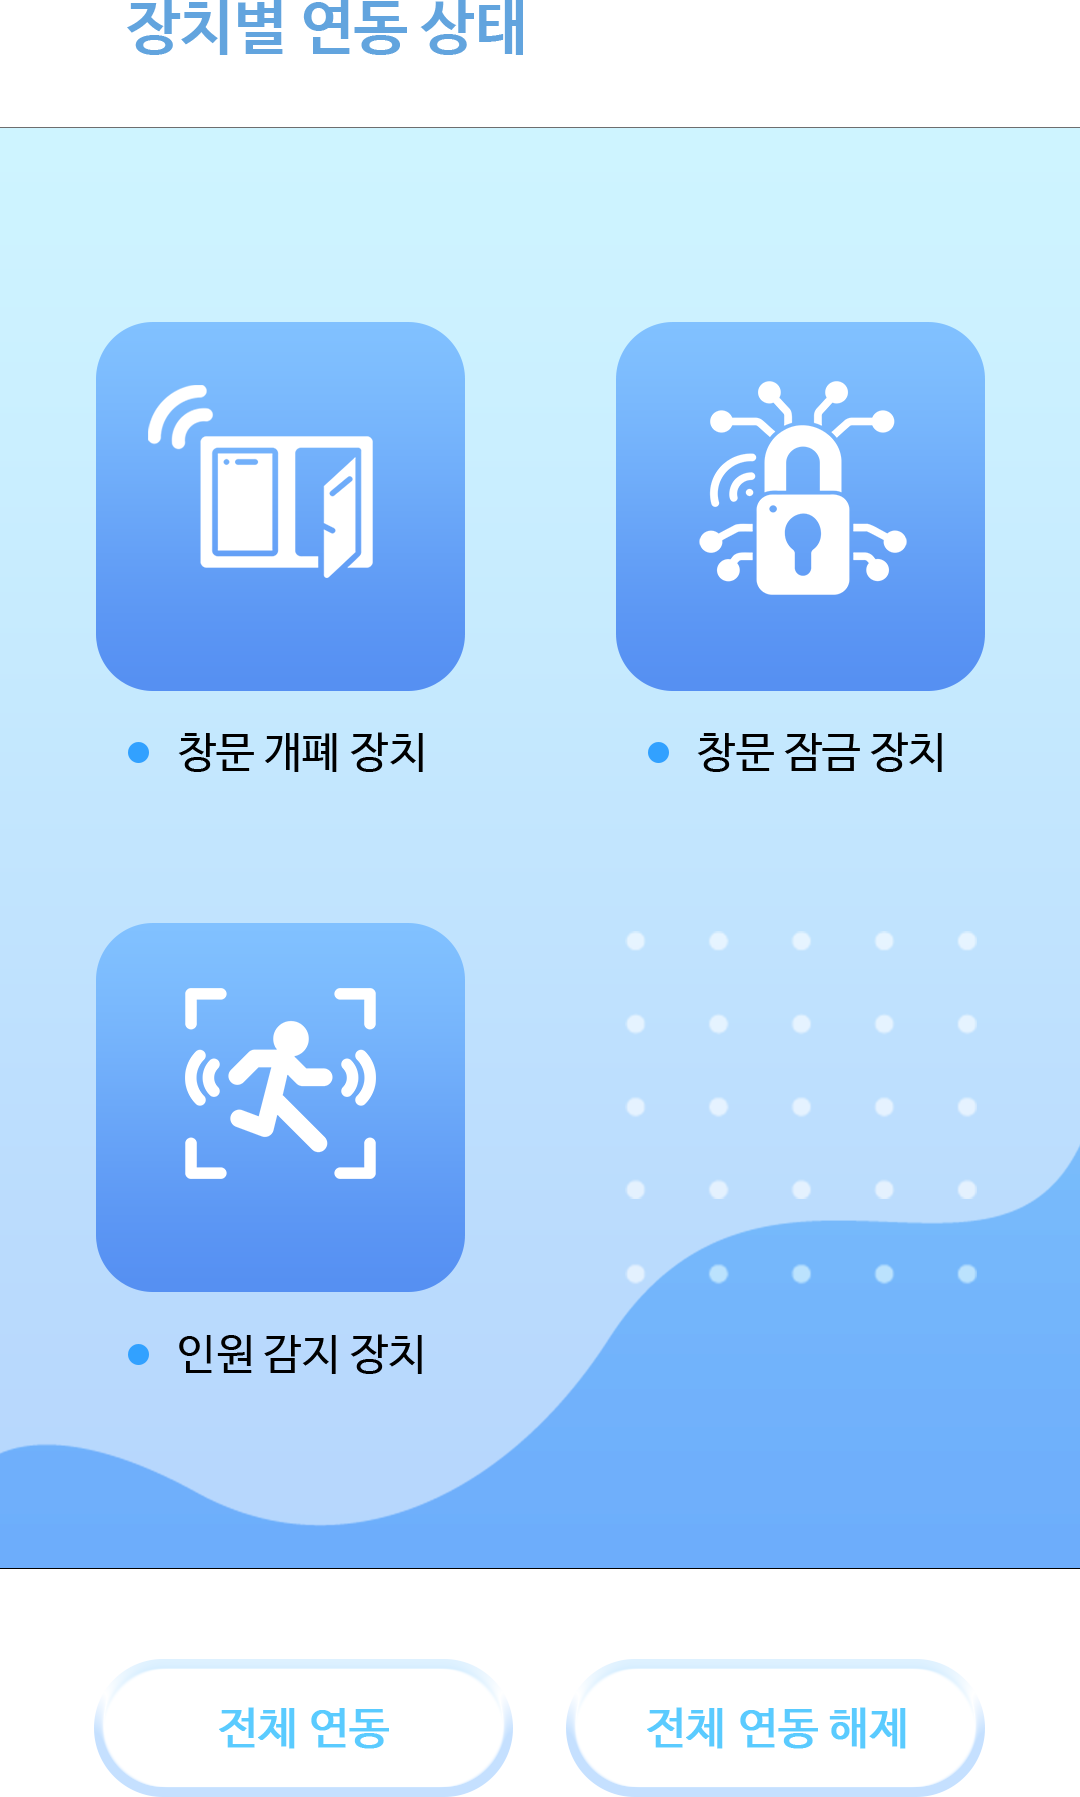 장치별 연동 상태
창문 개폐 장치
창문 잠금 장치
인원 감지 장치
전체 연동
전체 연동 해제